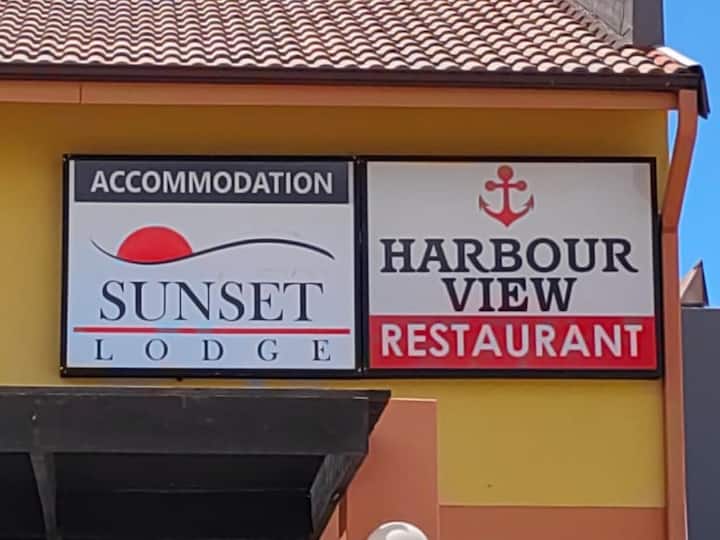 ACCOMMODATION
SUNSET
LODGE
HARBOUR
VIEW
RESTAURANT